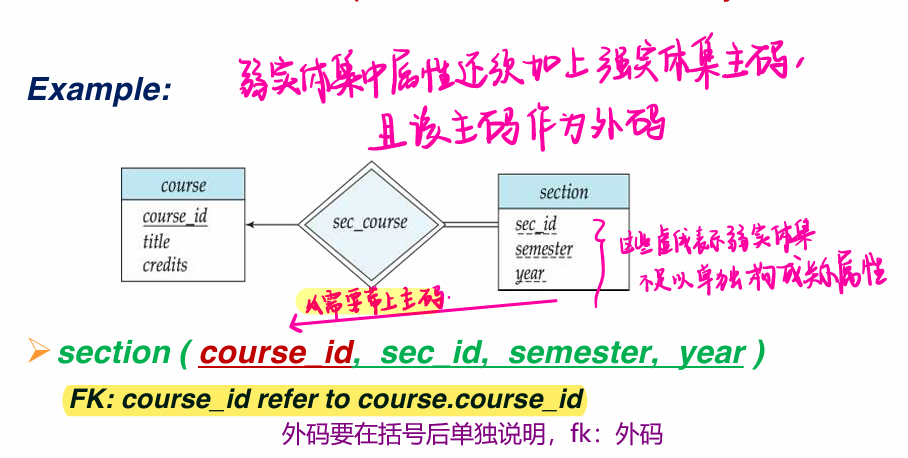 Example:
弱实体集中属性还须加上强实体集主码,
且该主码作为外码
course
course_id
title
credits
sec_course
section
sec_id
semester
year
这些虚线表示弱实体集
不足以单独构成关系属性
从需要带上主码.
section ( course_id, sec_id, semester, year )
FK: course_id refer to course.course_id
外码要在括号后单独说明，fk：外码